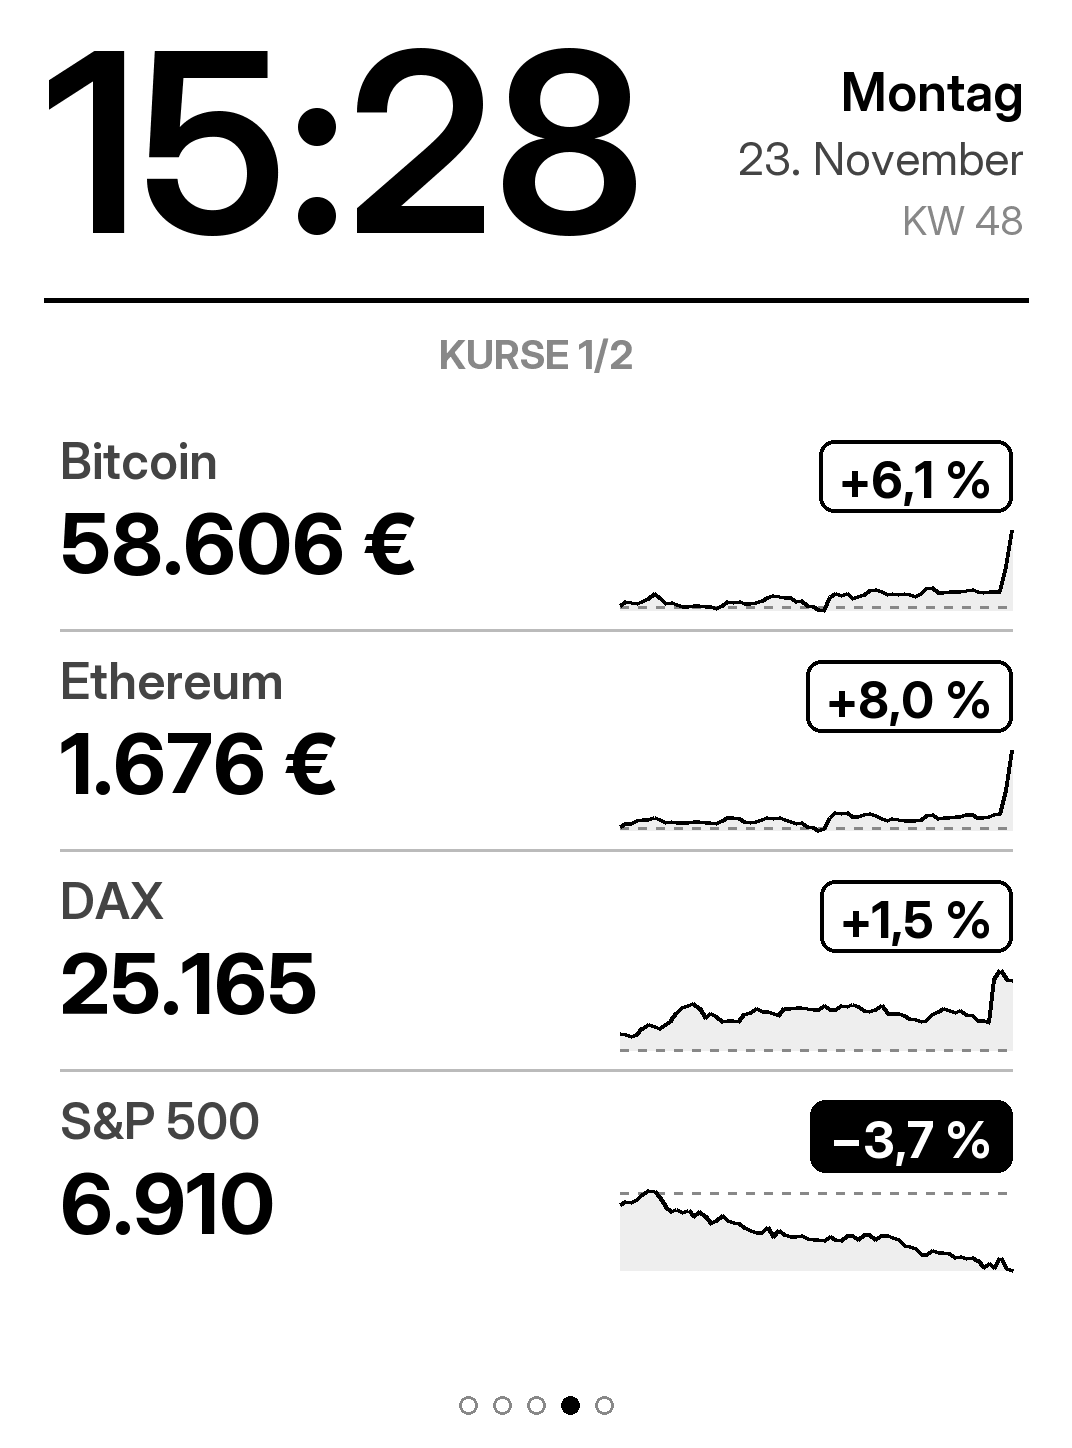 15:28
Montag
23. November
KW 48
KURSE 1/2
Bitcoin
+6,1 %
58.606 €
Ethereum
+8,0 %
1.676 €
DAX
+1,5 %
25.165
S&P 500
−3,7 %
6.910